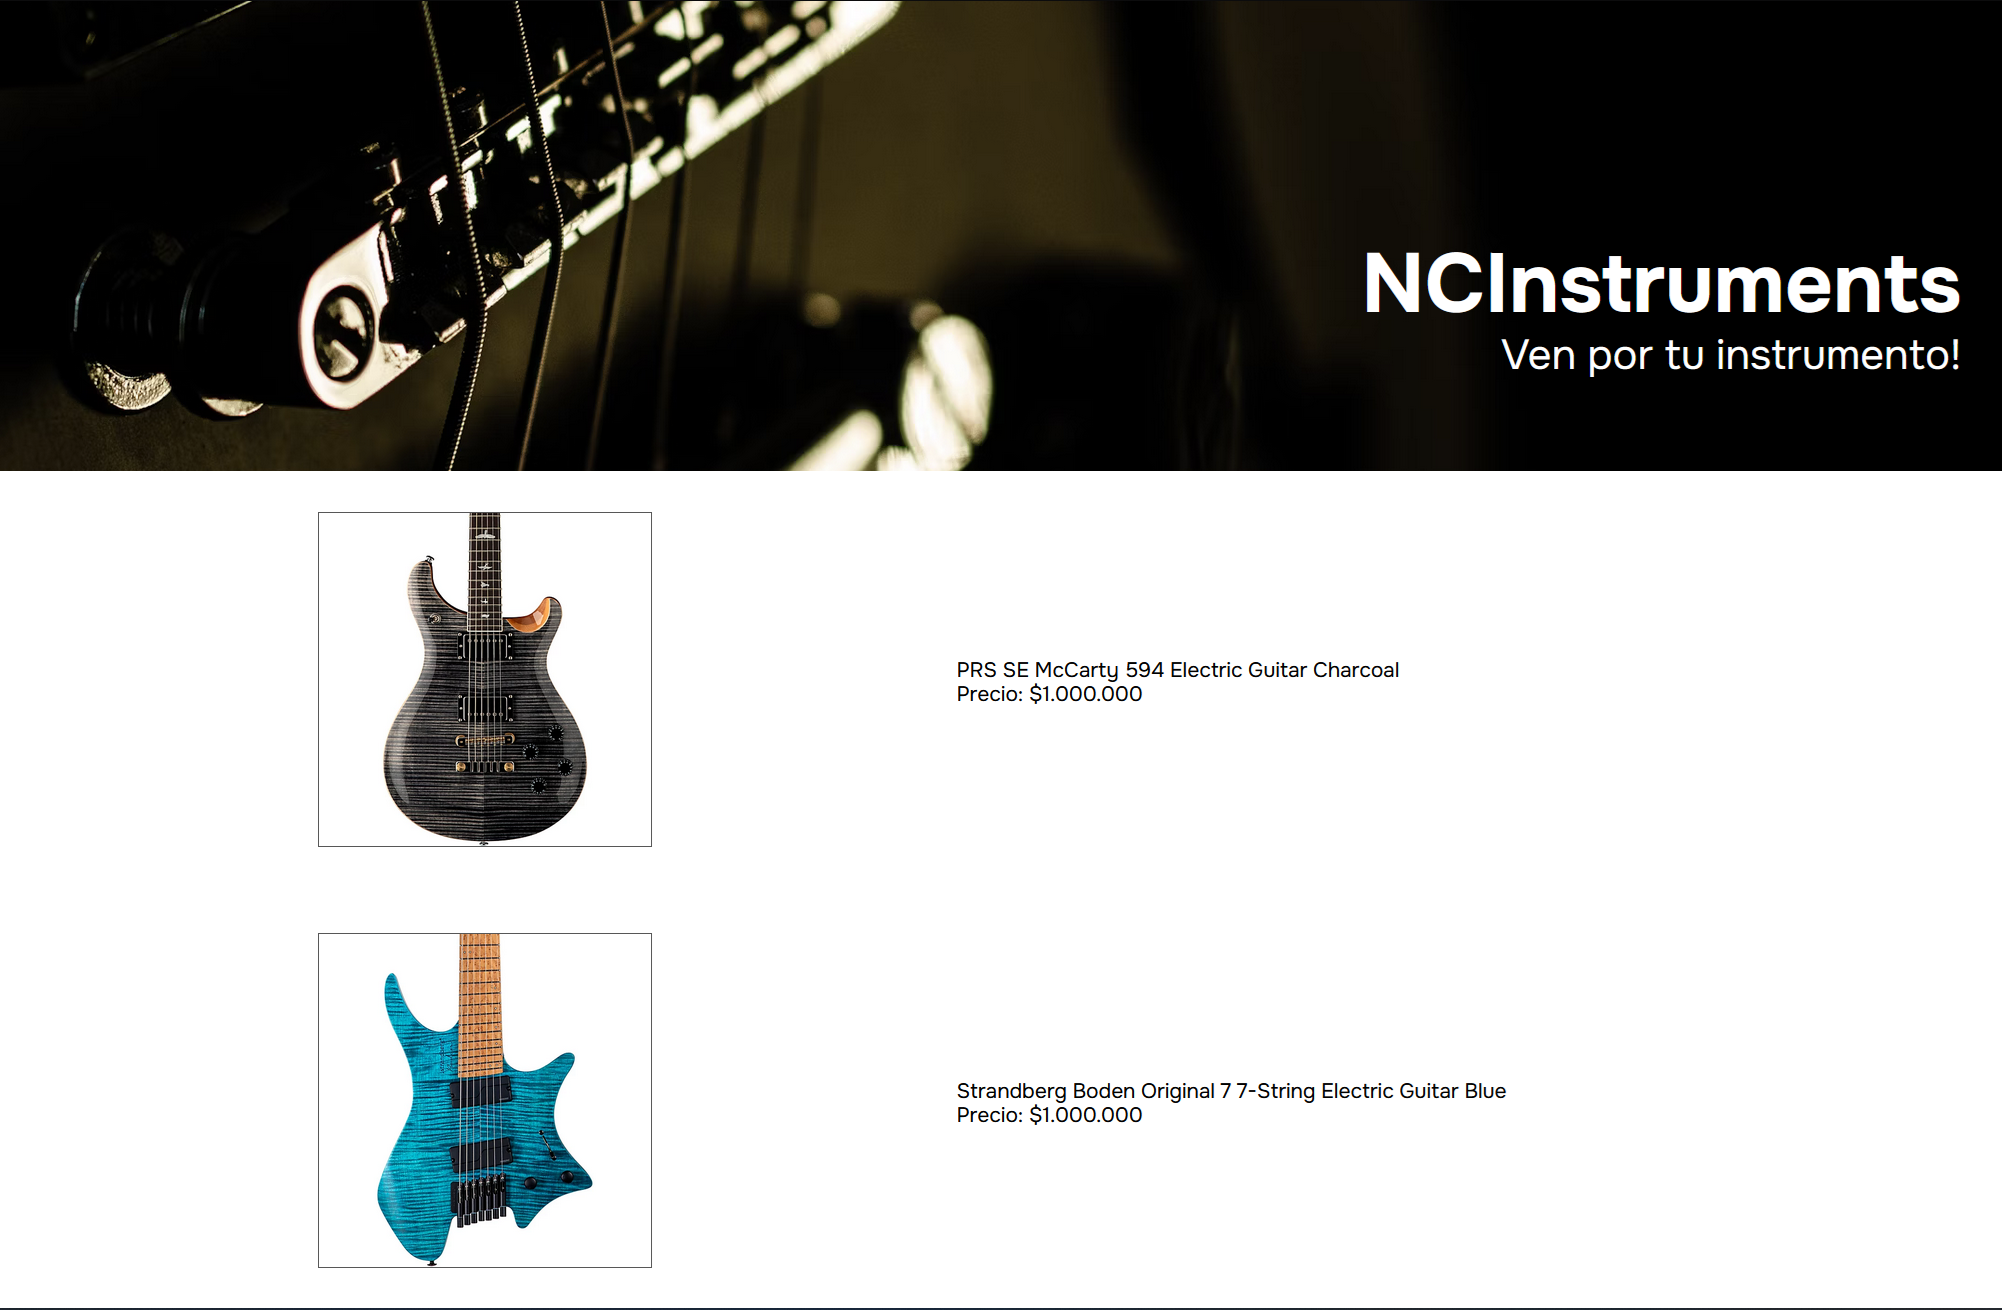 NCInstruments
Ven por tu instrumento!
PRS SE McCarty 594 Electric Guitar Charcoal
Precio: $1.000.000
Strandberg Boden Original 7 7-String Electric Guitar Blue
Precio: $1.000.000